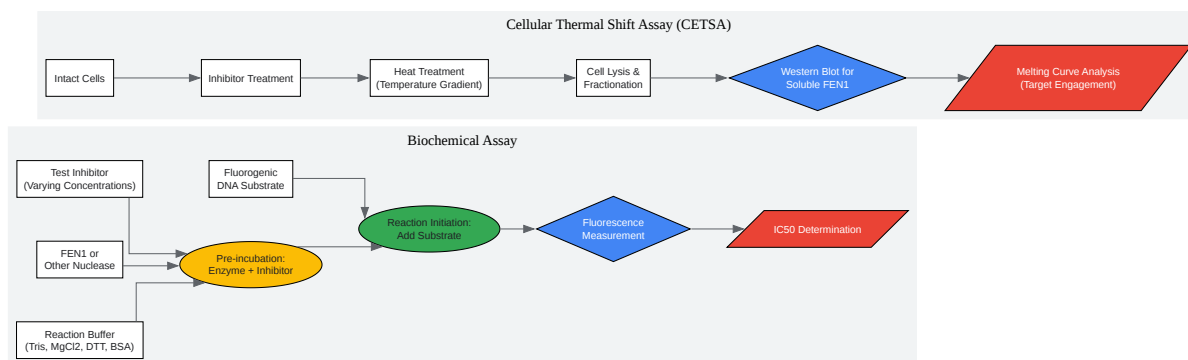 Cellular Thermal Shift Assay (CETSA)
Intact Cells
Inhibitor Treatment
Heat Treatment
(Temperature Gradient)
Cell Lysis &
Fractionation
Western Blot for
Soluble FEN1
Melting Curve Analysis
(Target Engagement)
Biochemical Assay
Test Inhibitor
(Varying Concentrations)
Fluorogenic
DNA Substrate
FEN1 or
Other Nuclease
Reaction Buffer
(Tris, MgCl2, DTT, BSA)
Pre-incubation:
Enzyme + Inhibitor
Reaction Initiation:
Add Substrate
Fluorescence
Measurement
IC50 Determination